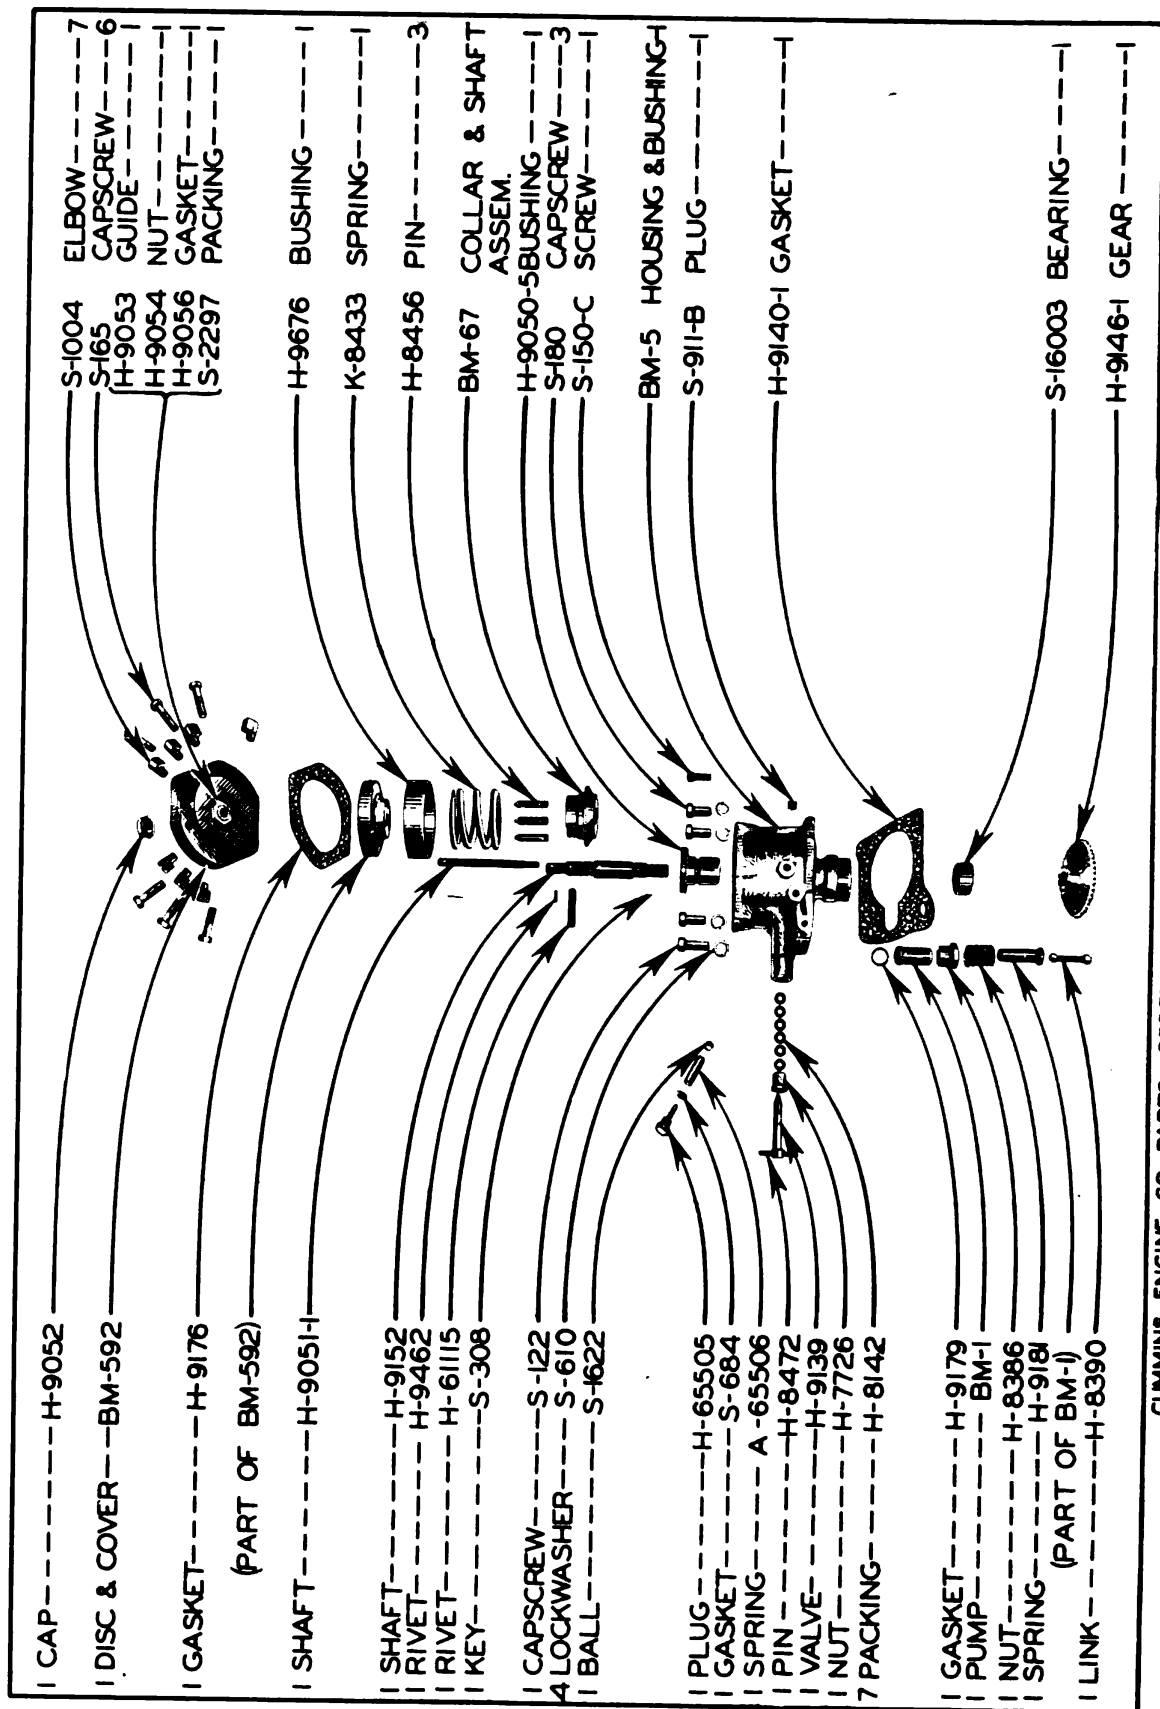 1 CAP------H-9052
1 DISC & COVER---BM-592
1 GASKET------H-9176
(PART OF BM-592)
1 SHAFT-----H-9051-1
1 SHAFT-----H-9152
1 RIVET----H-9462
1 RIVET----H-61115
1 KEY------S-308
1 CAPSCREW-----S-122
4 LOCKWASHER---S-610
1 BALL--------S-1622
1 PLUG-----H-65505
1 GASKET-----S-684
1 SPRING-----A-65506
1 PIN-------H-8472
1 VALVE------H-9139
1 NUT-------H-7726
7 PACKING----H-8142
1 GASKET-----H-9179
1 PUMP-------BM-1
1 NUT-------H-8386
1 SPRING-----H-9181
(PART OF BM-1)
1 LINK------H-8390
S-1004 ELBOW------7
S-165 CAPSCREW----6
H-9053 GUIDE------1
H-9054 NUT-------1
H-9056 GASKET-----1
S-2297 PACKING----1
H-9676 BUSHING----1
K-8433 SPRING-----1
H-8456 PIN--------3
BM-67 COLLAR & SHAFT
ASSEM.
H-9050-5 BUSHING----1
S-180 CAPSCREW---3
S-150-C SCREW-----1
BM-5 HOUSING & BUSHING-1
S-911-B PLUG-------1
H-9140-1 GASKET------1
S-16003 BEARING-----1
H-9146-1 GEAR------1